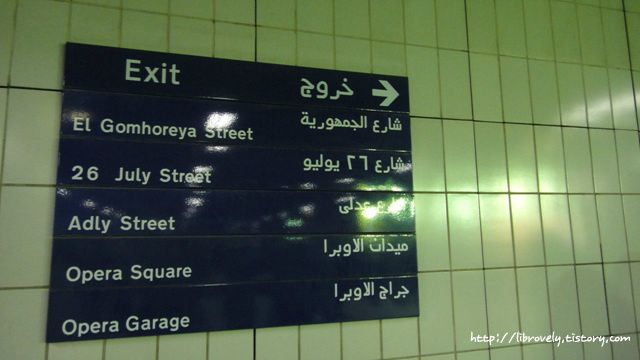 Exit خروج
El Gomhoreya Street شارع الجمهورية
26 July Street شارع ٢٦ يوليو
Adly Street شارع عدلى
Opera Square ميدان الاوبرا
Opera Garage جراج الاوبرا
http://librovely.tistory.com